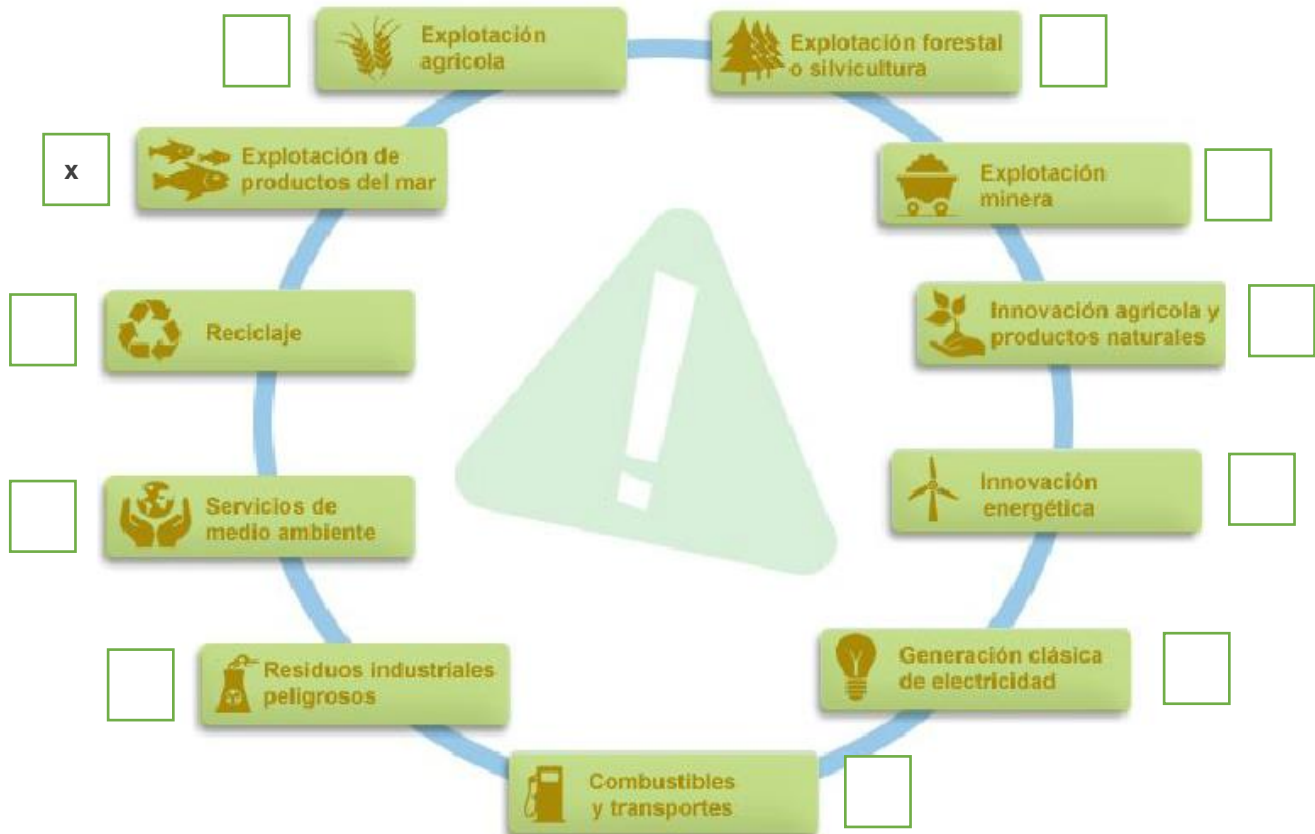 Explotación
agrícola
Explotación forestal
o silvicultura
x
Explotación de
productos del mar
Explotación
minera
Reciclaje
Innovación agrícola y
productos naturales
Servicios de
medio ambiente
Innovación
energética
Residuos industriales
peligrosos
Generación clásica
de electricidad
Combustibles
y transportes